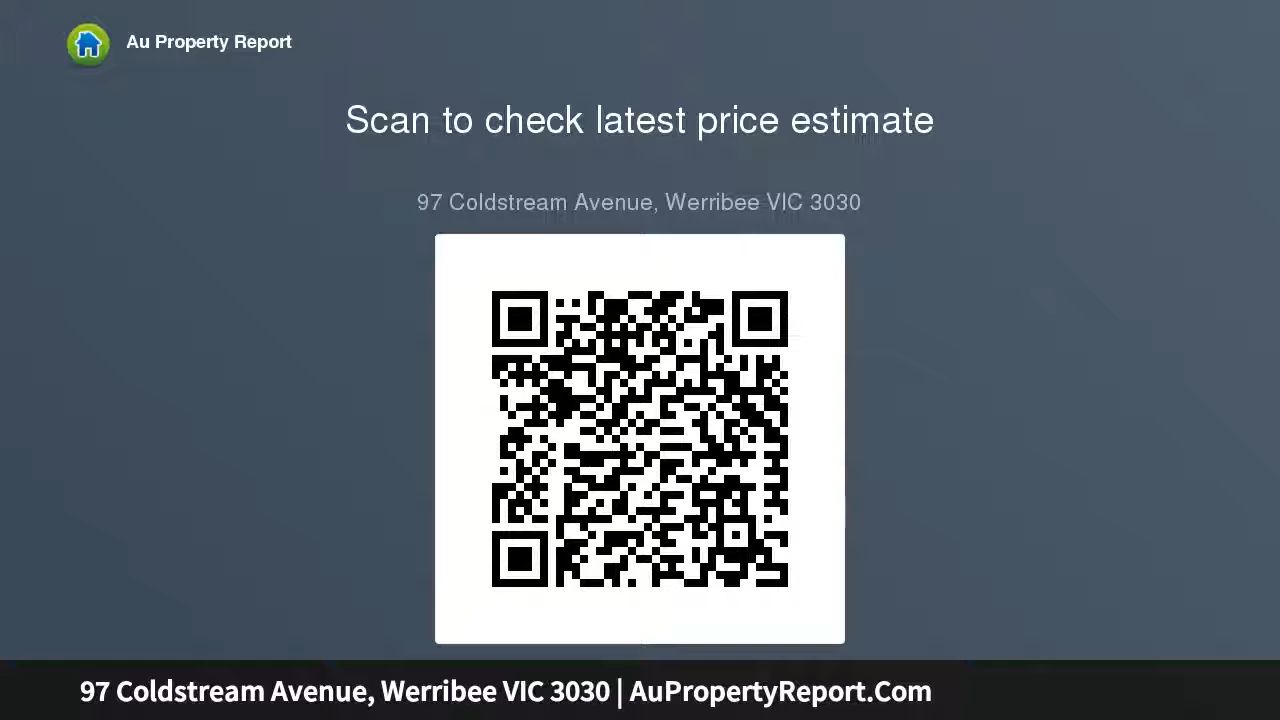 Au Property Report
Scan to check latest price estimate
97 Coldstream Avenue, Werribee VIC 3030
97 Coldstream Avenue, Werribee VIC 3030 | AuPropertyReport.Com